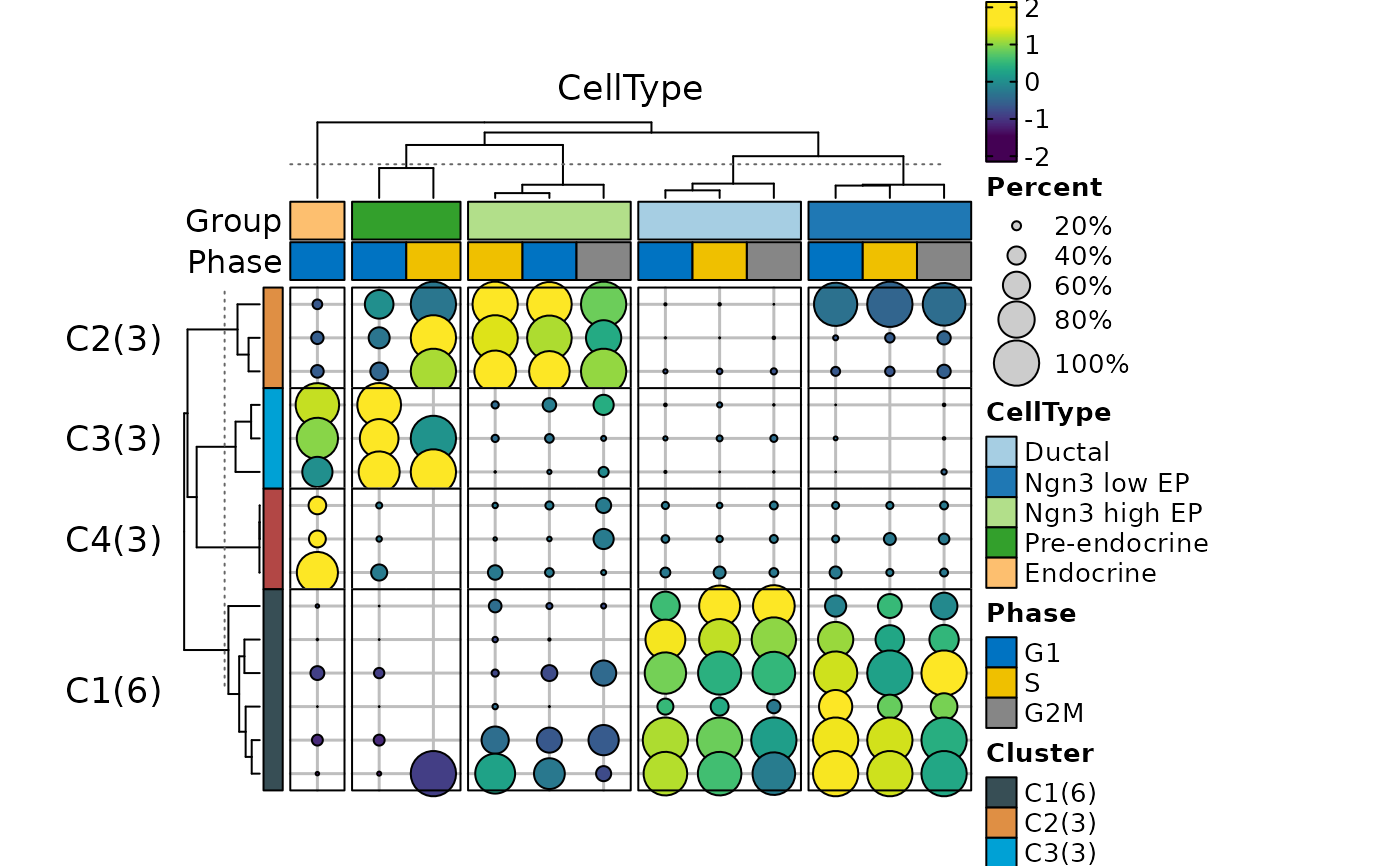 CellType
Group
Phase
C2(3)
C3(3)
C4(3)
C1(6)
2
1
0
-1
-2
Percent
20%
40%
60%
80%
100%
CellType
Ductal
Ngn3 low EP
Ngn3 high EP
Pre-endocrine
Endocrine
Phase
G1
S
G2M
Cluster
C1(6)
C2(3)
C3(3)